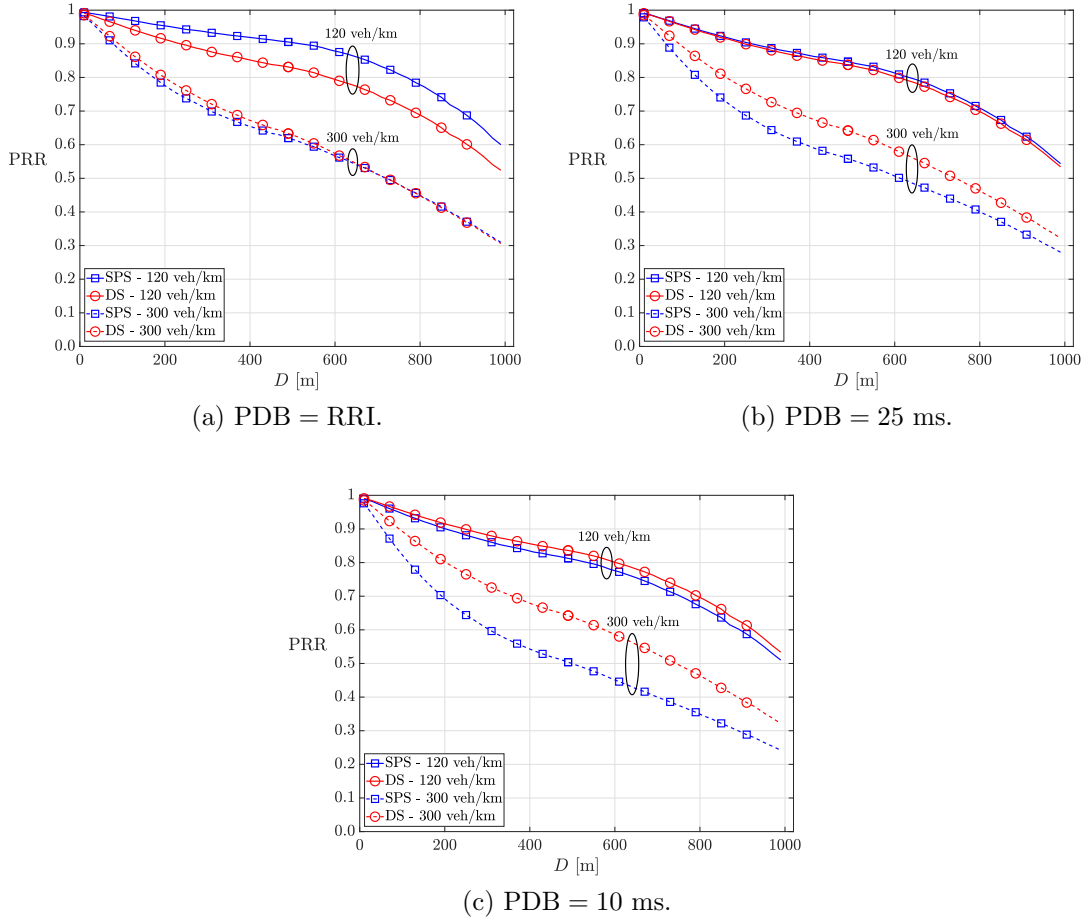 1
0.9
0.8
0.7
0.6
PRR
0.5
0.4
0.3
0.2
0.1
0.0
120 veh/km
300 veh/km
SPS - 120 veh/km
DS - 120 veh/km
SPS - 300 veh/km
DS - 300 veh/km
0 200 400 600 800 1000
D [m]
(a) PDB = RRI.
1
0.9
0.8
0.7
0.6
PRR
0.5
0.4
0.3
0.2
0.1
0.0
120 veh/km
300 veh/km
SPS - 120 veh/km
DS - 120 veh/km
SPS - 300 veh/km
DS - 300 veh/km
0 200 400 600 800 1000
D [m]
(b) PDB = 25 ms.
1
0.9
0.8
0.7
0.6
PRR
0.5
0.4
0.3
0.2
0.1
0.0
120 veh/km
300 veh/km
SPS - 120 veh/km
DS - 120 veh/km
SPS - 300 veh/km
DS - 300 veh/km
0 200 400 600 800 1000
D [m]
(c) PDB = 10 ms.